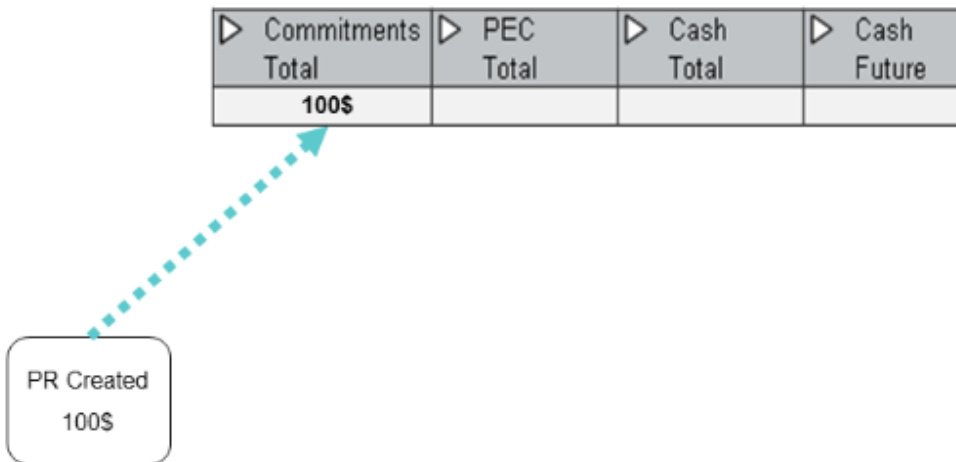 Commitments Total
PEC Total
Cash Total
Cash Future
100$
PR Created
100$